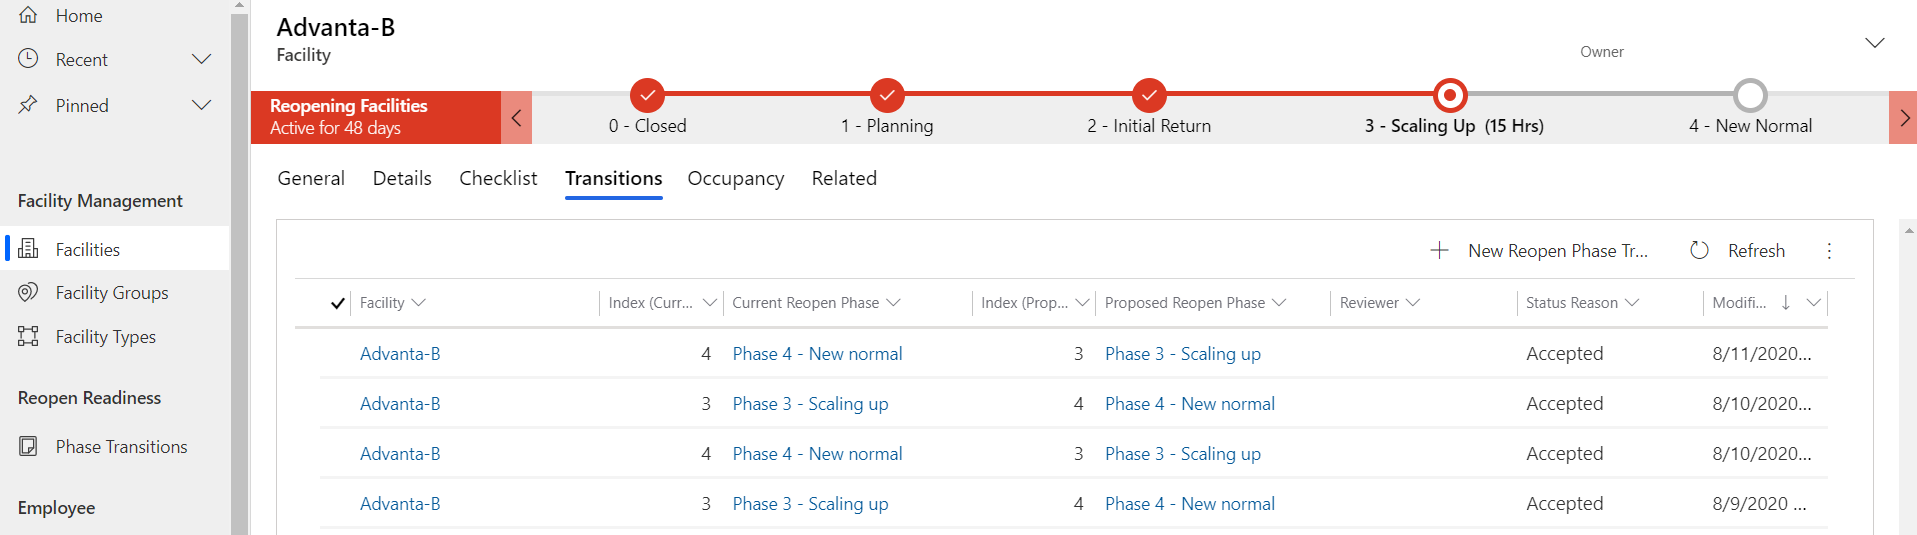 Home
Recent
Pinned
Facility Management
Facilities
Facility Groups
Facility Types
Reopen Readiness
Phase Transitions
Employee
Advanta-B
Facility
Owner
Reopening Facilities
Active for 48 days
0 - Closed
1 - Planning
2 - Initial Return
3 - Scaling Up (15 Hrs)
4 - New Normal
General Details Checklist Transitions Occupancy Related
New Reopen Phase Tr... Refresh
Facility Index (Curr... Current Reopen Phase Index (Prop... Proposed Reopen Phase Reviewer Status Reason Modifi...
Advanta-B 4 Phase 4 - New normal 3 Phase 3 - Scaling up Accepted 8/11/2020...
Advanta-B 3 Phase 3 - Scaling up 4 Phase 4 - New normal Accepted 8/10/2020...
Advanta-B 4 Phase 4 - New normal 3 Phase 3 - Scaling up Accepted 8/10/2020...
Advanta-B 3 Phase 3 - Scaling up 4 Phase 4 - New normal Accepted 8/9/2020 ...